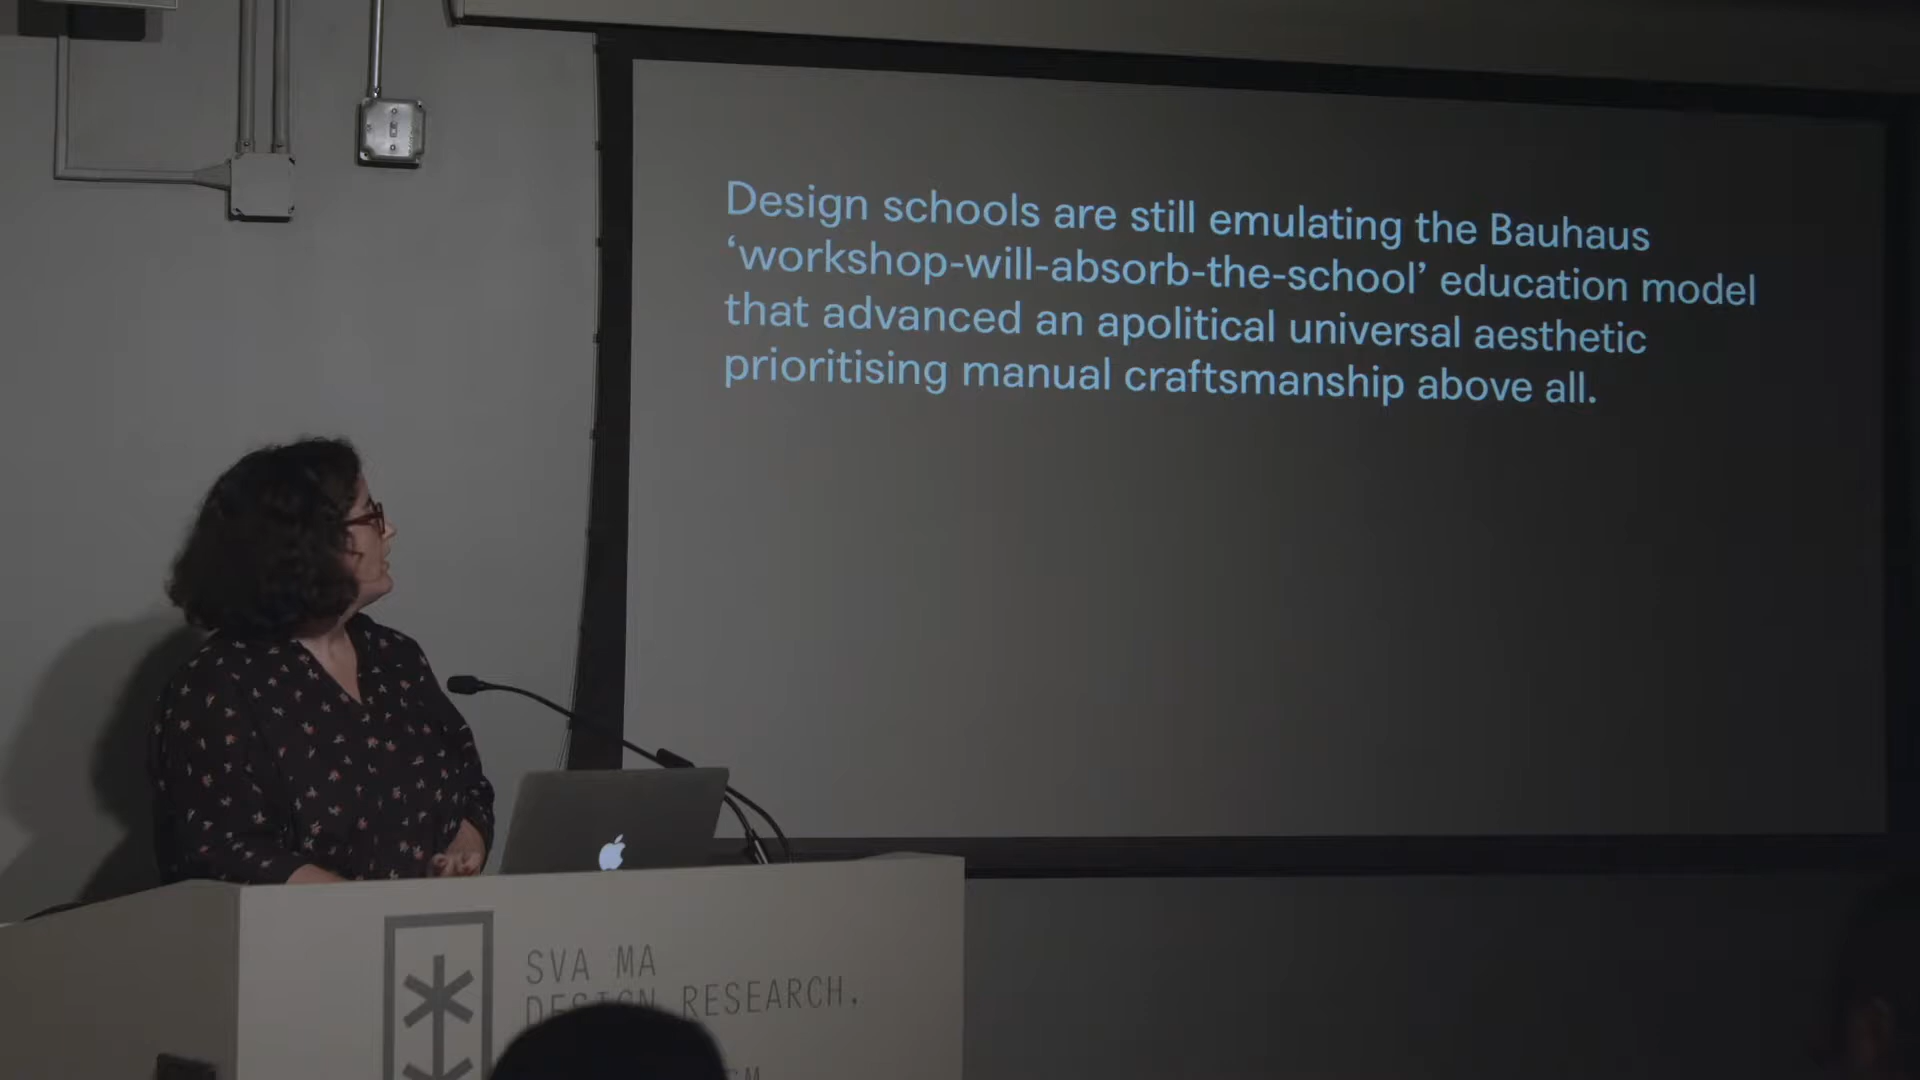 Design schools are still emulating the Bauhaus
‘workshop-will-absorb-the-school’ education model
that advanced an apolitical universal aesthetic
prioritising manual craftsmanship above all.
SVA MA
DESIGN RESEARCH.